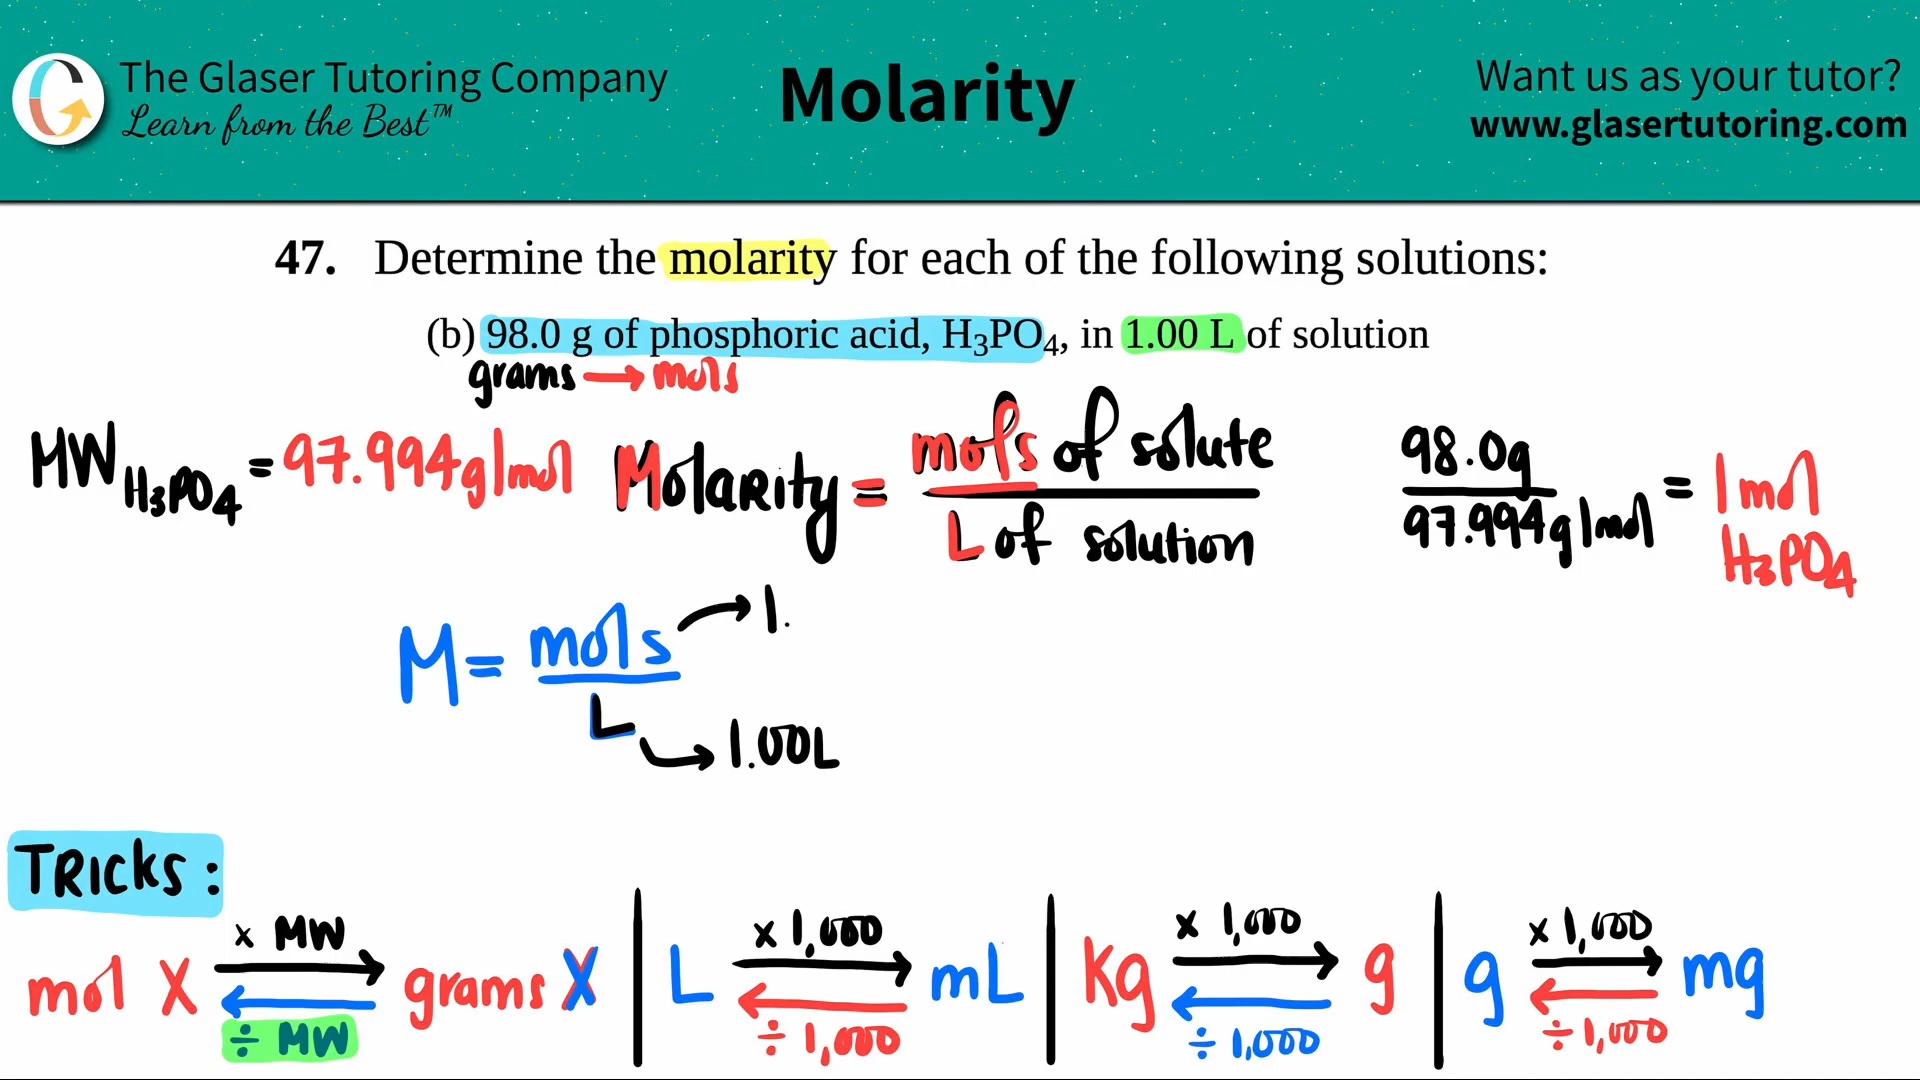 The Glaser Tutoring Company
Learn from the Best™
Molarity
Want us as your tutor?
www.glasertutoring.com
47. Determine the molarity for each of the following solutions:
(b) 98.0 g of phosphoric acid, H₃PO₄, in 1.00 L of solution
grams → mols
MW H₃PO₄ = 97.994 g|mol
Molarity = mols of solute
L of solution
98.0g
97.994 g|mol
= 1 mol
H₃PO₄
M = mols → 1.
L → 1.00L
TRICKS:
x MW
mol X → grams X
÷ MW
x 1,000
L → mL
÷ 1,000
x 1,000
Kg → g
÷ 1,000
x 1,000
g → mg
÷ 1,000